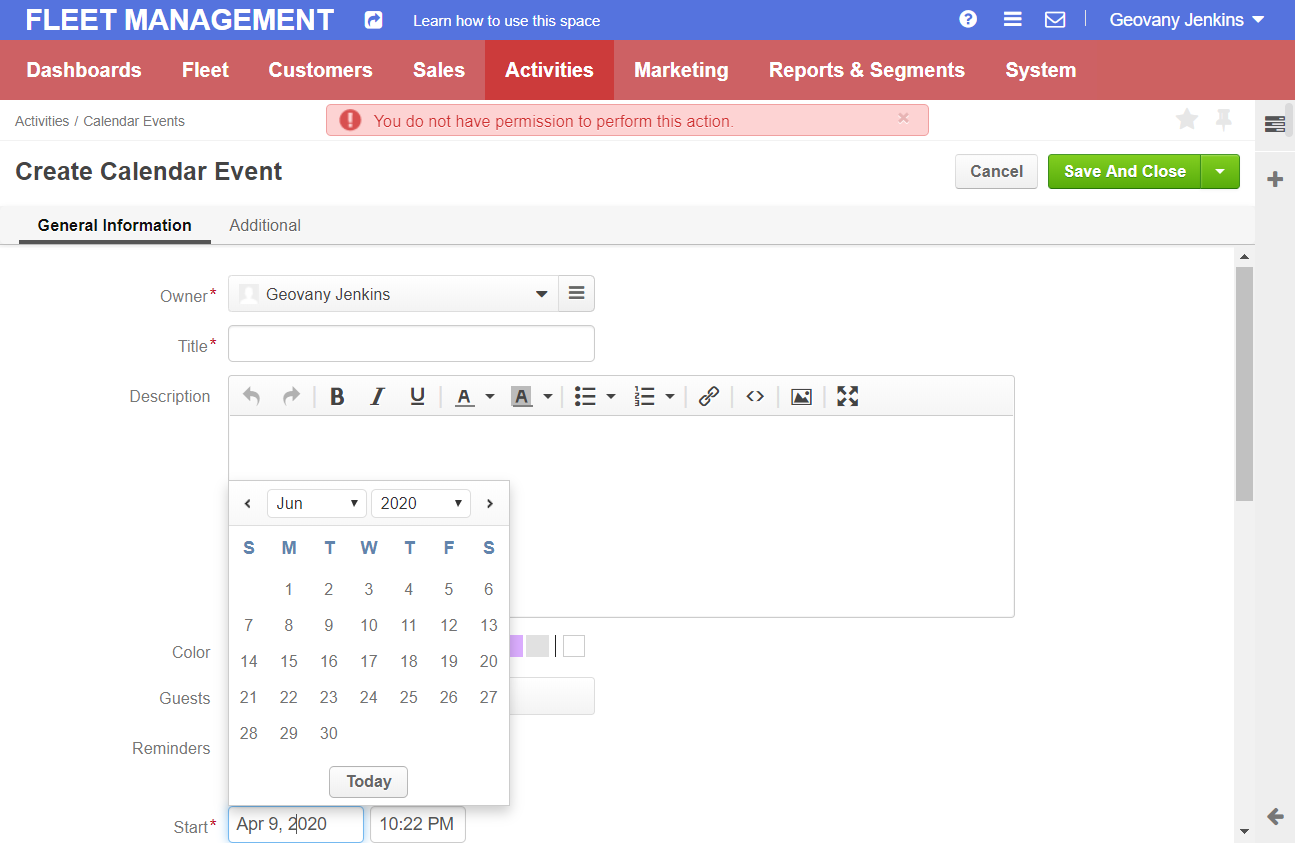 FLEET MANAGEMENT Learn how to use this space Geovany Jenkins
Dashboards Fleet Customers Sales Activities Marketing Reports & Segments System
Activities / Calendar Events
You do not have permission to perform this action. ×
Create Calendar Event
Cancel Save And Close
General Information Additional
Owner* Geovany Jenkins
Title*
Description B I U A A
Jun 2020
S M T W T F S
1 2 3 4 5 6
7 8 9 10 11 12 13
14 15 16 17 18 19 20
21 22 23 24 25 26 27
28 29 30
Today
Color
Guests
Reminders
Start* Apr 9, 2020 10:22 PM